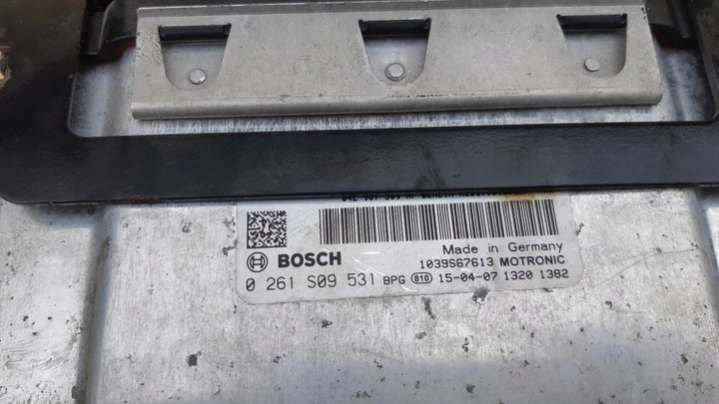 Made in Germany
BOSCH 1039S67613 MOTRONIC
0 261 S09 531 BPG 810 15-04-07 1320 1382